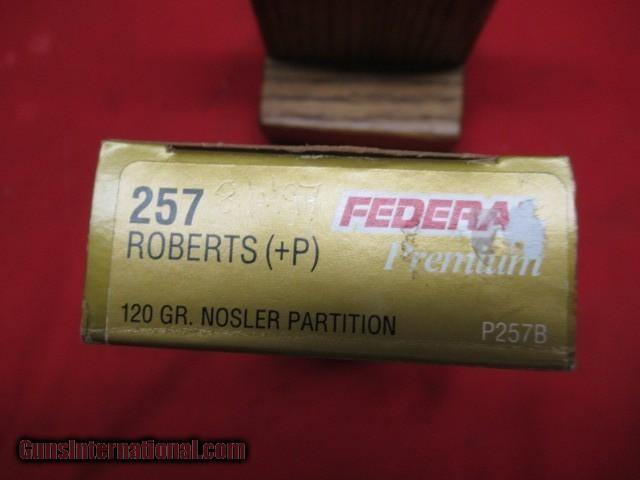 257
ROBERTS (+P)
FEDERA
Premium
120 GR. NOSLER PARTITION
P257B
GunsInternational.com